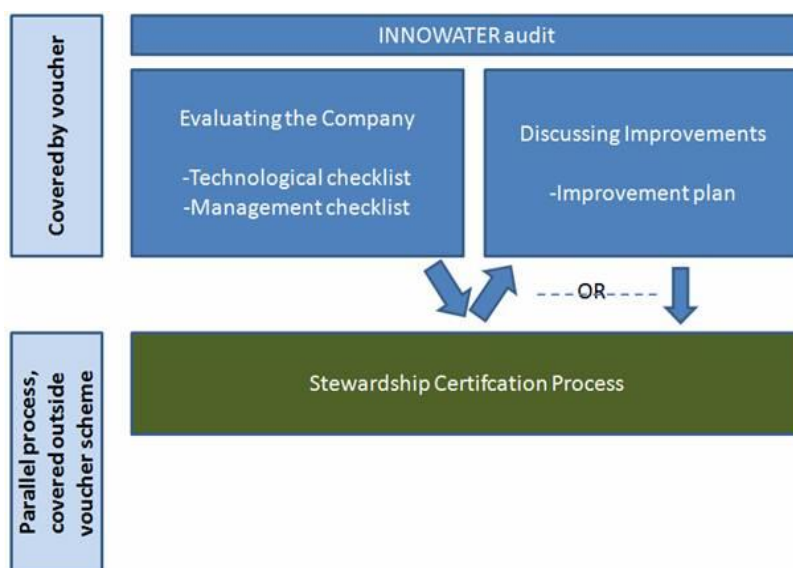 Covered by voucher
INNOWATER audit
Evaluating the Company
-Technological checklist
-Management checklist
Discussing Improvements
-Improvement plan
OR
Parallel process,
covered outside
voucher scheme
Stewardship Certifcation Process